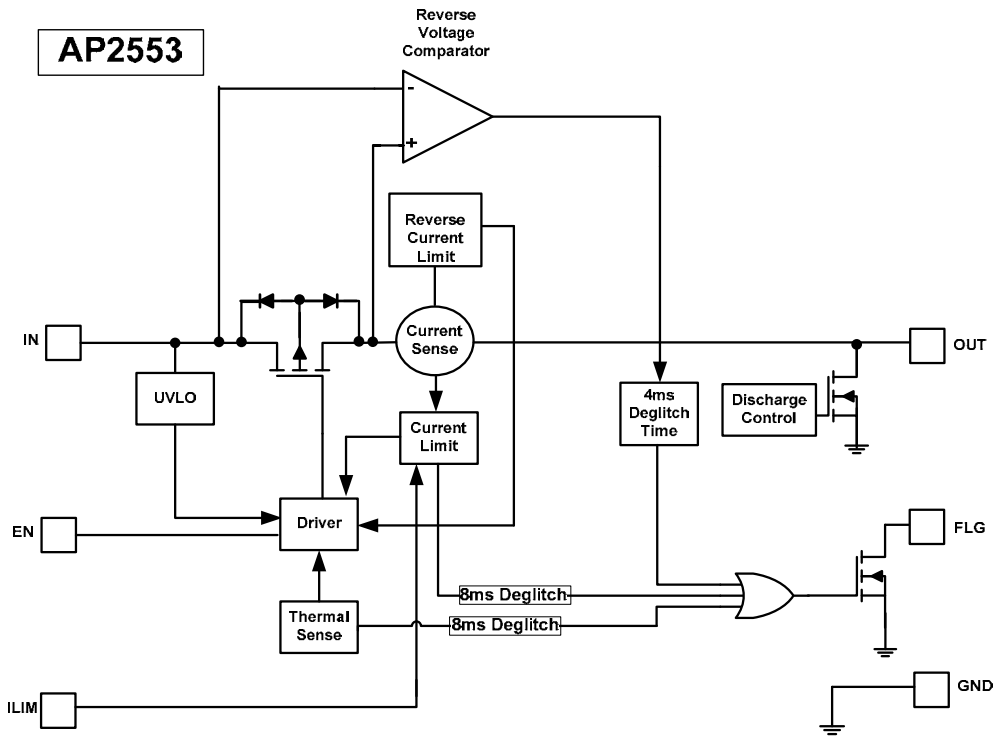 Reverse
Voltage
Comparator
AP2553
-
+
Reverse
Current
Limit
IN
Current
Sense
OUT
UVLO
4ms
Deglitch
Time
Discharge
Control
Current
Limit
Driver
EN
FLG
8ms Deglitch
Thermal
Sense
8ms Deglitch
GND
ILIM